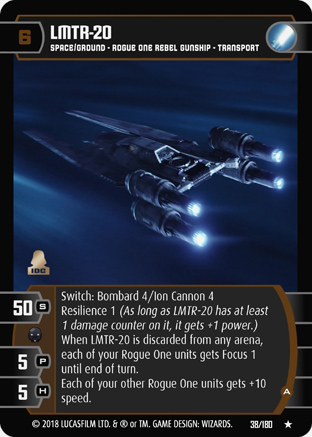 6
LMTR-20
SPACE/GROUND - ROGUE ONE REBEL GUNSHIP - TRANSPORT
IDC
50 S
5 P
5 H
Switch: Bombard 4/Ion Cannon 4
Resilience 1 (As long as LMTR-20 has at least
1 damage counter on it, it gets +1 power.)
When LMTR-20 is discarded from any arena,
each of your Rogue One units gets Focus 1
until end of turn.
Each of your other Rogue One units gets +10
speed.
A
© 2018 LUCASFILM LTD. & ® or TM. GAME DESIGN: WIZARDS. 38/180